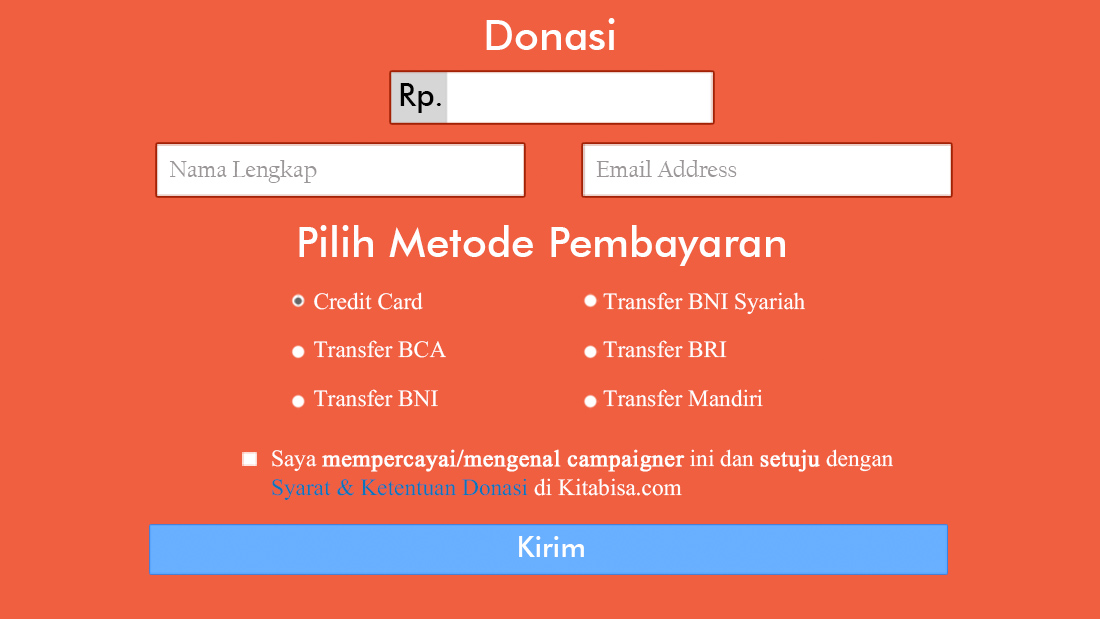 Donasi
Rp.
Nama Lengkap
Email Address
Pilih Metode Pembayaran
Credit Card
Transfer BNI Syariah
Transfer BCA
Transfer BRI
Transfer BNI
Transfer Mandiri
Saya mempercayai/mengenal campaigner ini dan setuju dengan
Syarat & Ketentuan Donasi di Kitabisa.com
Kirim